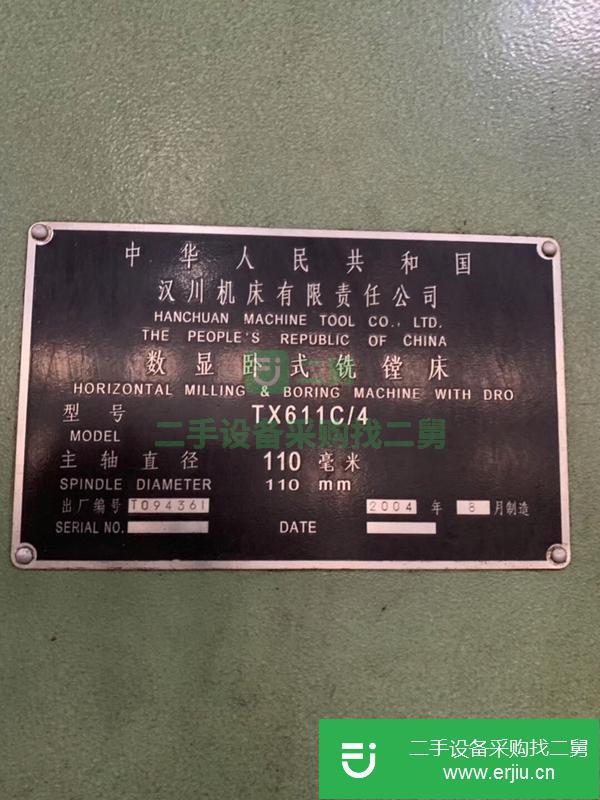 中华人民共和国
汉川机床有限责任公司
HANCHUAN MACHINE TOOL CO., LTD.
THE PEOPLE'S REPUBLIC OF CHINA
数显卧式铣镗床
HORIZONTAL MILLING & BORING MACHINE WITH DRO
型号 TX611C/4
MODEL
二手设备采购找二舅
主轴直径 110 毫米
SPINDLE DIAMETER 110 mm
出厂编号 T094361 2004 年 8 月制造
SERIAL NO. DATE
二手设备采购找二舅
www.erjiu.cn